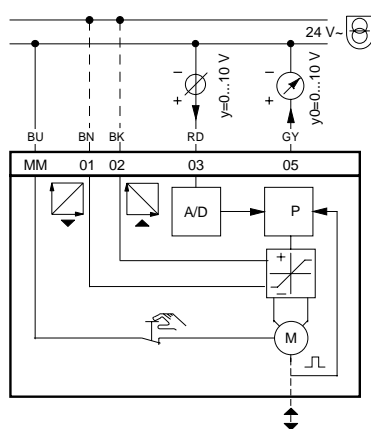 24 V~
−
+
y=0...10 V
−
+
y0=0...10 V
BU BN BK RD GY
MM 01 02 03 05
A/D
P
+
−
M